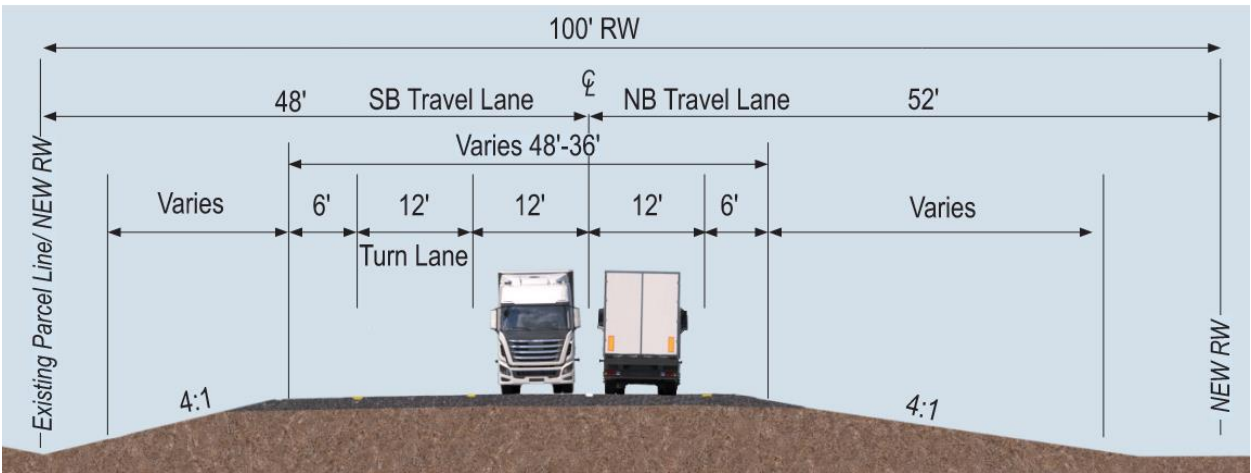 100' RW
℄
48'
SB Travel Lane
NB Travel Lane
52'
Varies 48'-36'
Varies
6'
12'
12'
12'
6'
Varies
Turn Lane
Existing Parcel Line/ NEW RW
NEW RW
4:1
4:1